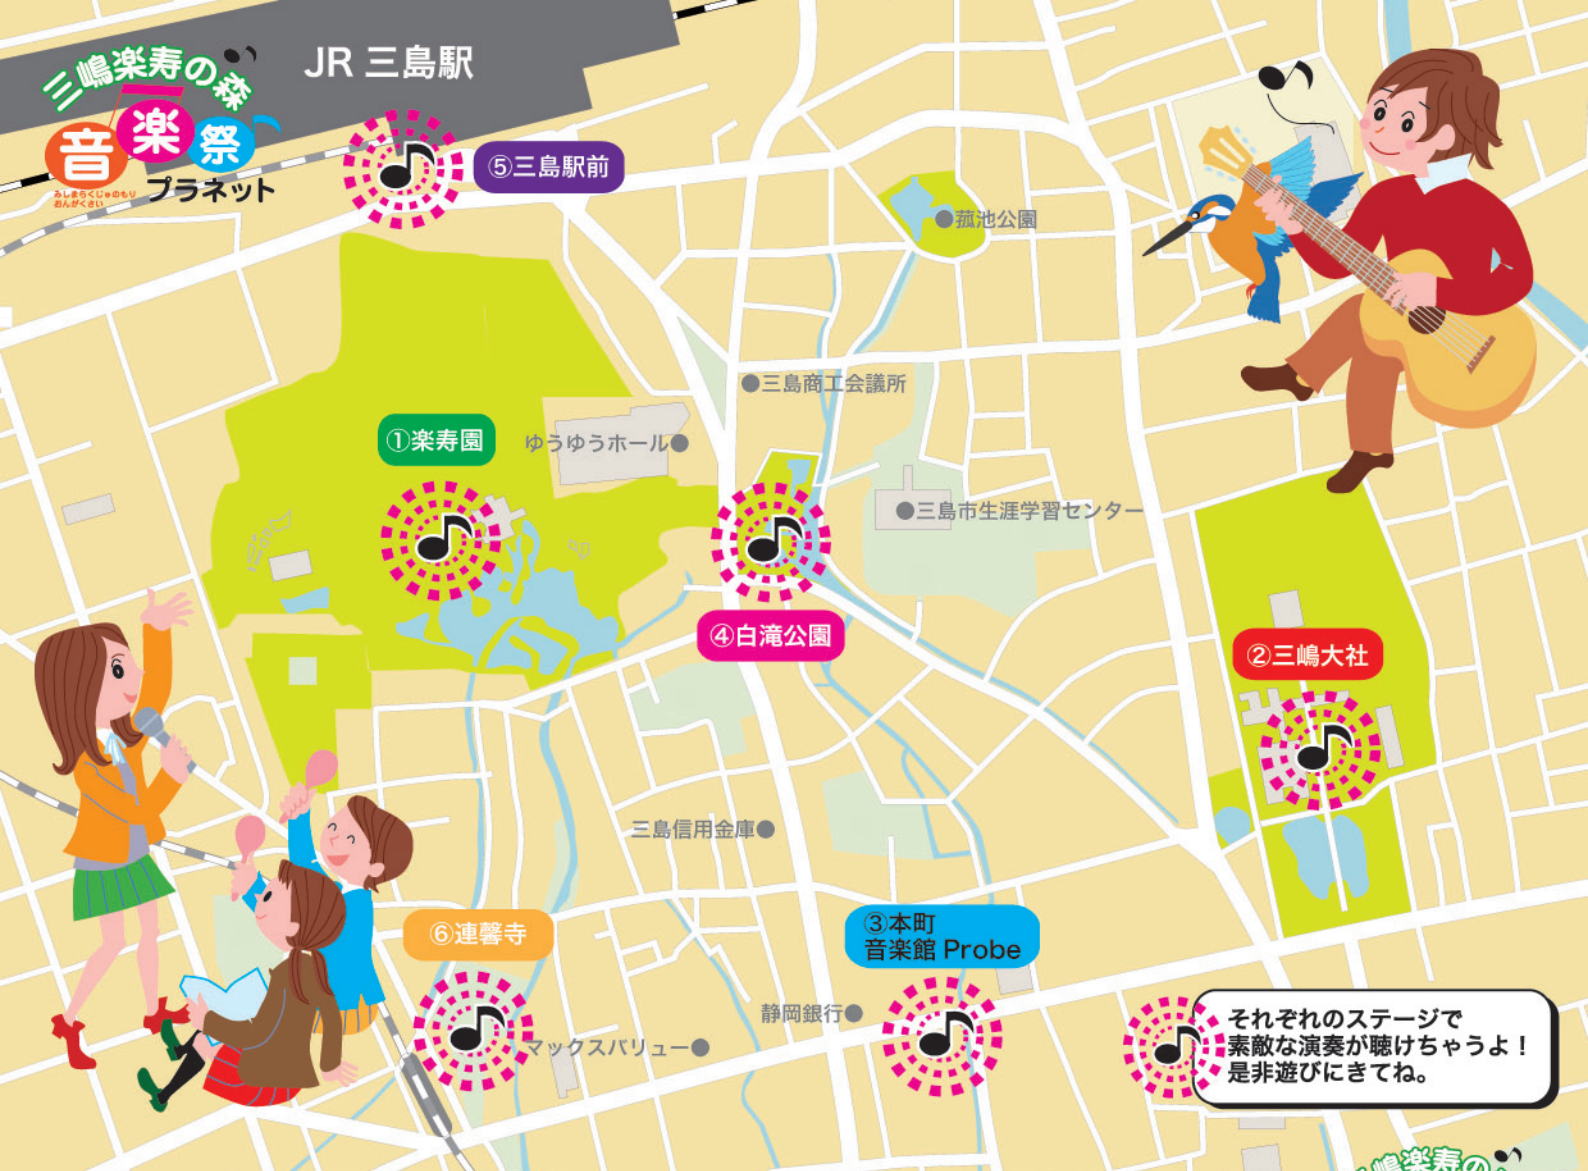 三嶋楽寿の森
音楽祭
みしまらくじゅのもり
おんがくさい
プラネット
JR 三島駅
⑤三島駅前
●菰池公園
●三島商工会議所
①楽寿園
ゆうゆうホール●
●三島市生涯学習センター
④白滝公園
②三嶋大社
三島信用金庫●
⑥連馨寺
③本町
音楽館 Probe
静岡銀行●
マックスバリュー●
それぞれのステージで
素敵な演奏が聴けちゃうよ！
是非遊びにきてね。